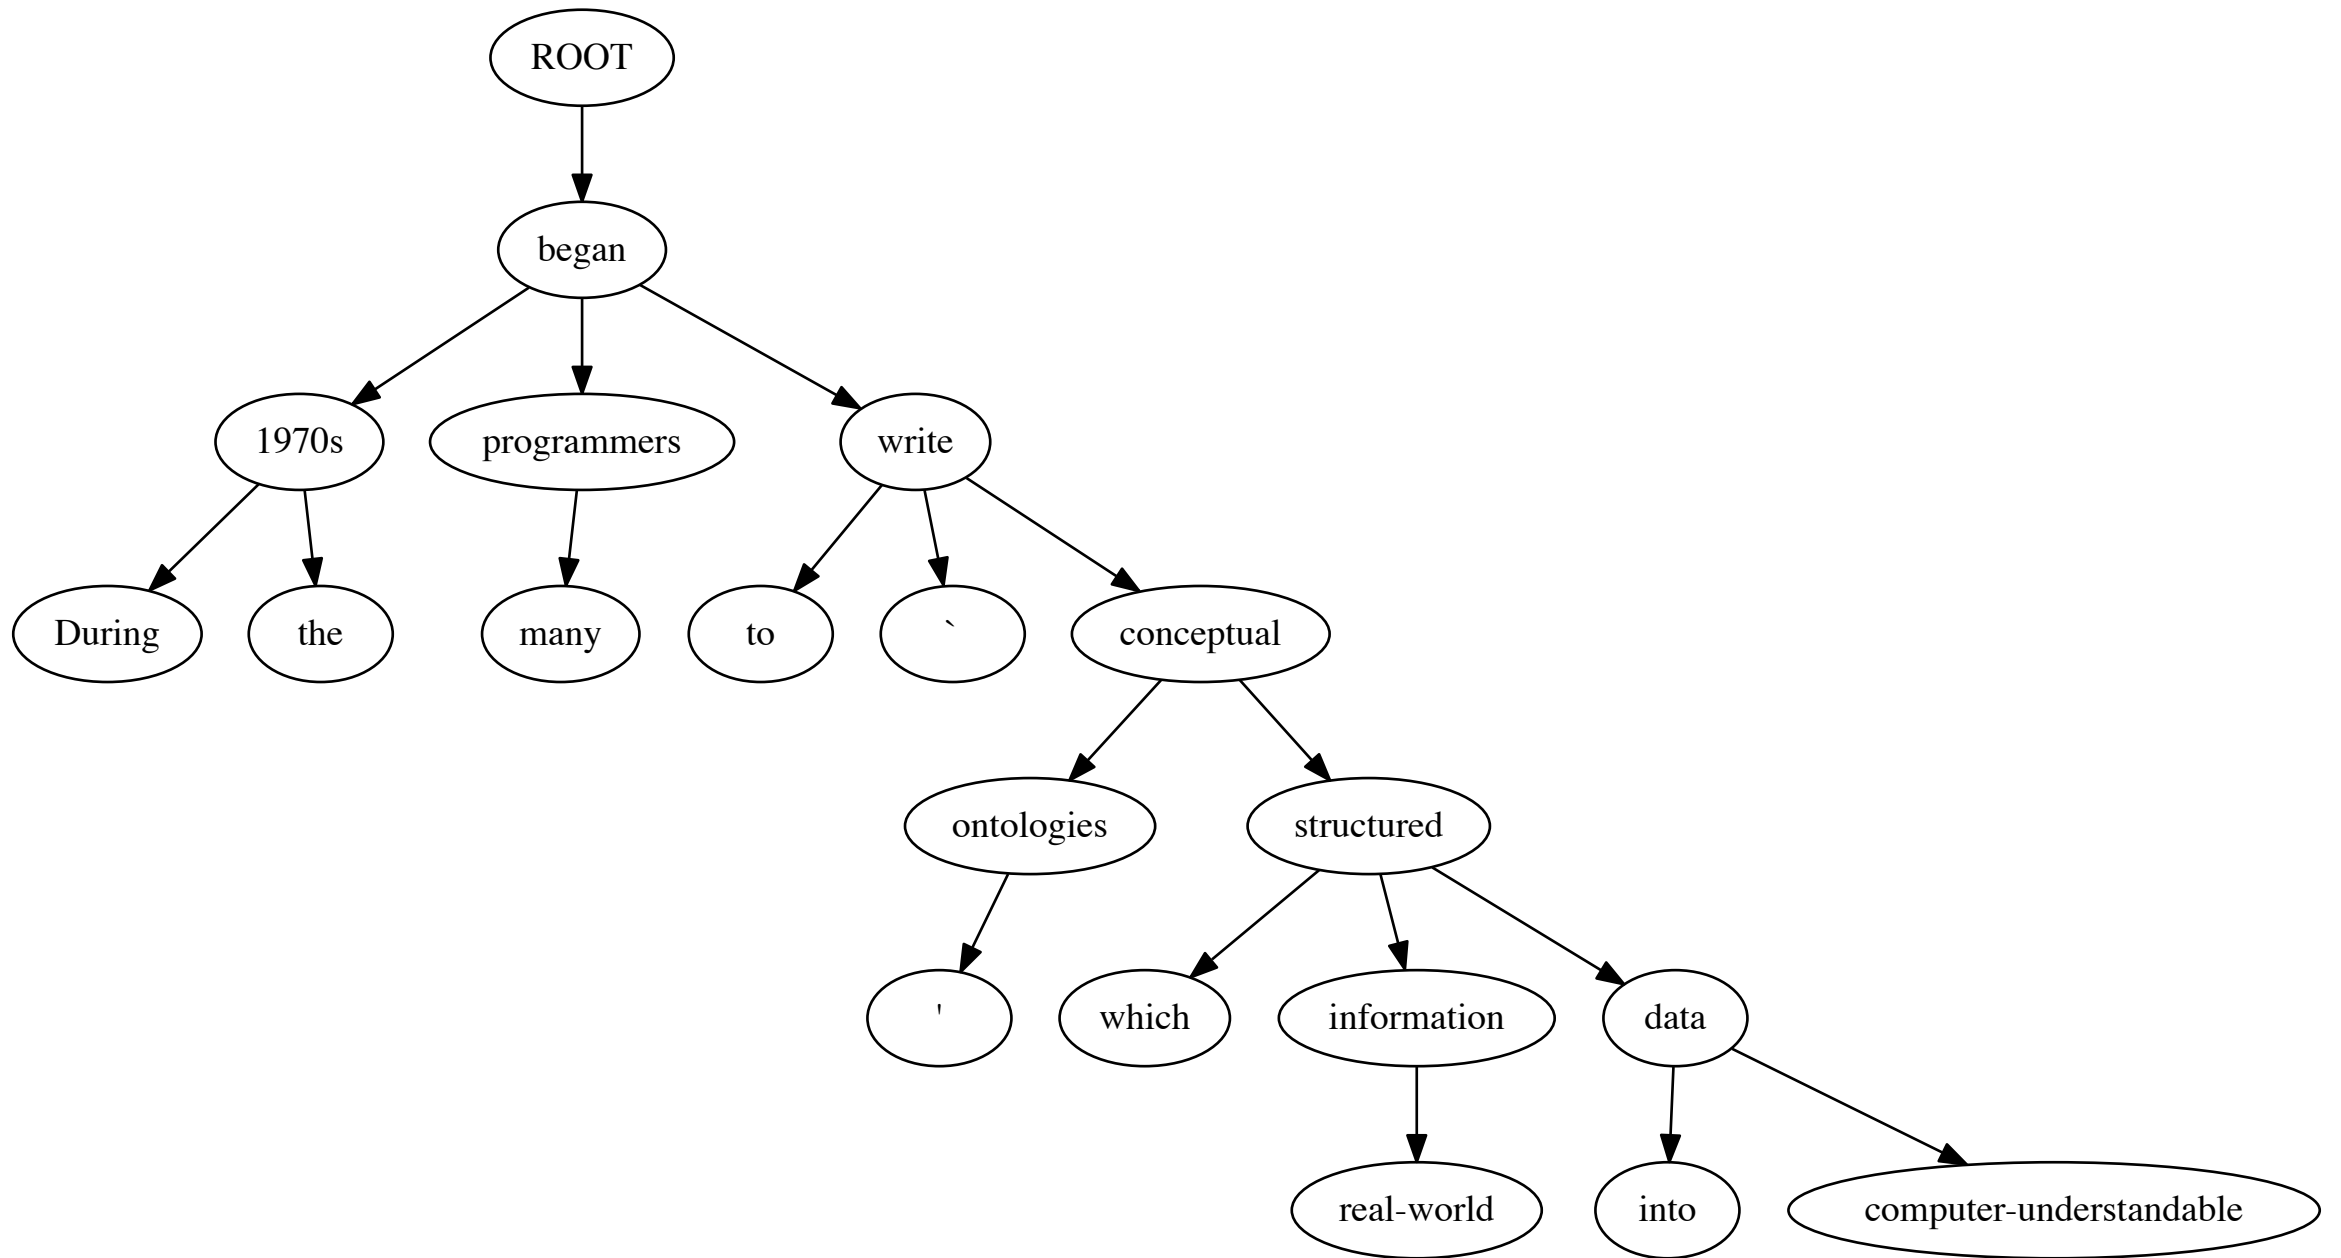 ROOT
began
1970s programmers write
During the many to ` conceptual
ontologies structured
' which information data
real-world into computer-understandable